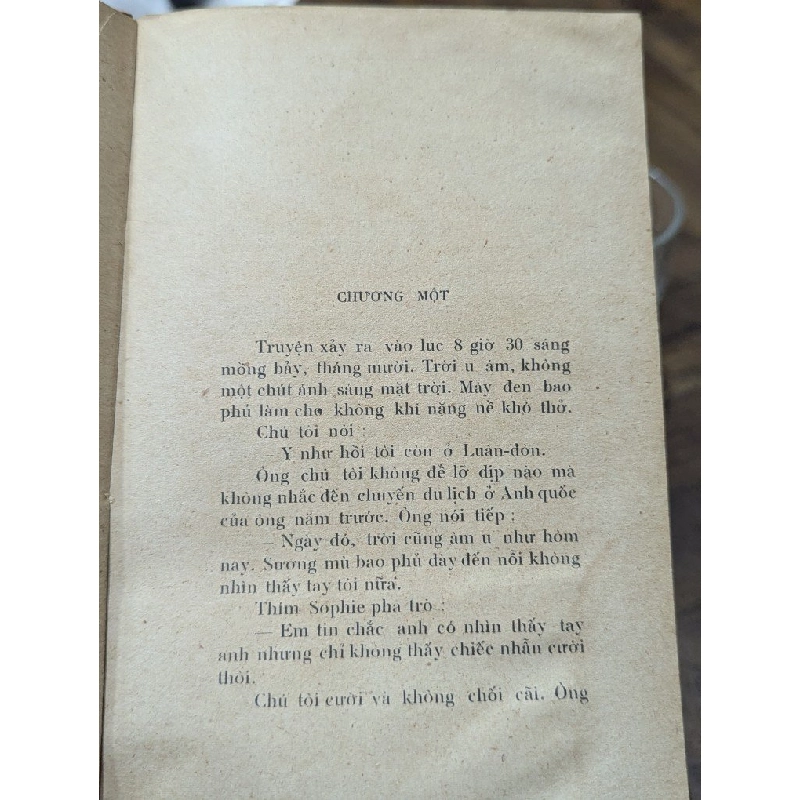 CHƯƠNG MỘT
Truyện xảy ra vào lúc 8 giờ 30 sáng
mồng bảy, tháng mười. Trời u ám, không
một chút ánh sáng mặt trời. Mây đen bao
phủ làm cho không khí nặng nề khó thở.
Chú tôi nói :
— Y như hồi tôi còn ở Luân-đôn.
Ông chú tôi không để lỡ dịp nào mà
không nhắc đến chuyến du lịch ở Anh quốc
của ông năm trước. Ông nói tiếp :
— Ngày đó, trời cũng ám u như hôm
nay. Sương mù bao phủ dày đến nỗi không
nhìn thấy tay tôi nữa.
Thím Sophie pha trò :
— Em tin chắc anh có nhìn thấy tay
anh nhưng chỉ không thấy chiếc nhẫn cưới
thôi.
Chú tôi cười và không chối cãi. Ông